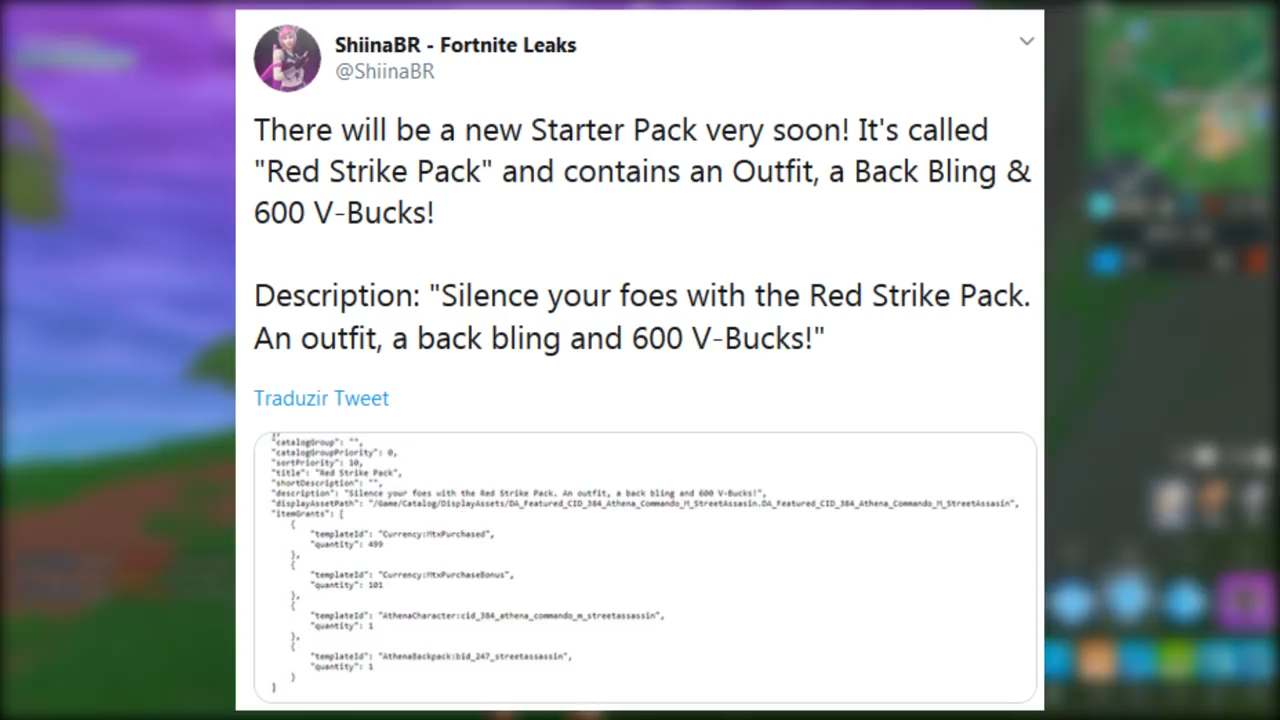 ShiinaBR - Fortnite Leaks
@ShiinaBR
There will be a new Starter Pack very soon! It's called
"Red Strike Pack" and contains an Outfit, a Back Bling &
600 V-Bucks!
Description: "Silence your foes with the Red Strike Pack.
An outfit, a back bling and 600 V-Bucks!"
Traduzir Tweet
"catalogGroup": "",
"catalogGroupPriority": 0,
"sortPriority": 10,
"title": "Red Strike Pack",
"shortDescription": "",
"description": "Silence your foes with the Red Strike Pack. An outfit, a back bling and 600 V-Bucks!",
"displayAssetPath": "/Game/Catalog/DisplayAssets/DA_Featured_CID_384_Athena_Commando_M_StreetAssasin.DA_Featured_CID_384_Athena_Commando_M_StreetAssasin",
"itemGrants": [
{
"templateId": "Currency:MtxPurchased",
"quantity": 499
},
{
"templateId": "Currency:MtxPurchaseBonus",
"quantity": 101
},
{
"templateId": "AthenaCharacter:cid_384_athena_commando_m_streetassassin",
"quantity": 1
},
{
"templateId": "AthenaBackpack:bid_247_streetassassin",
"quantity": 1
}
]